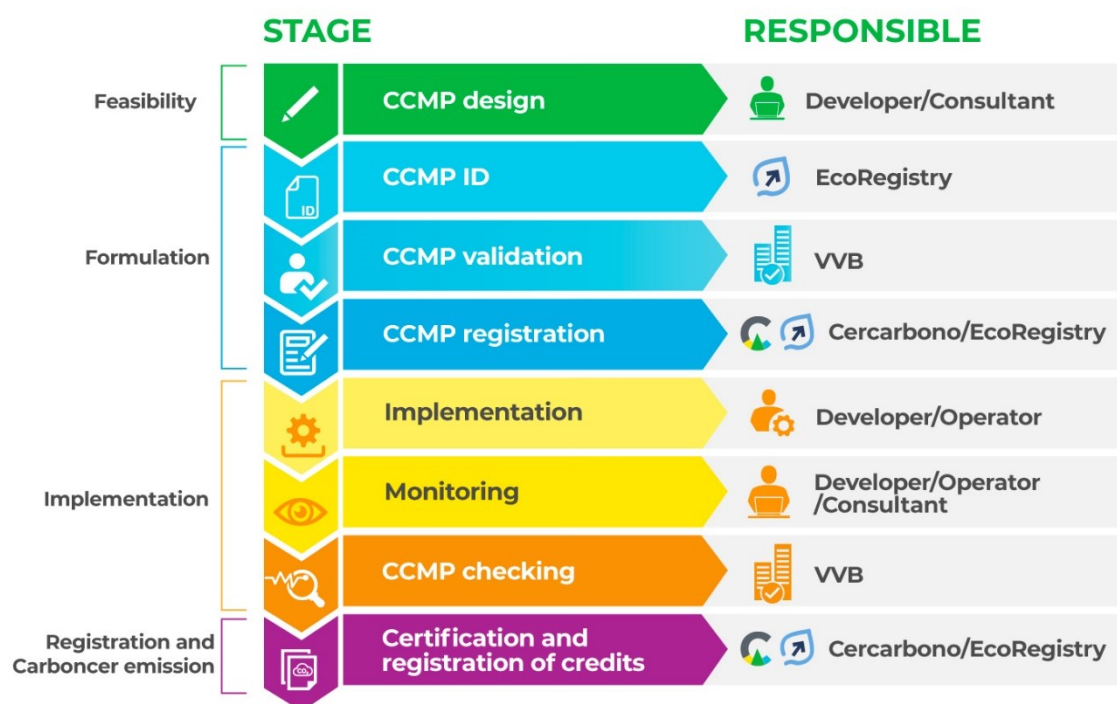 STAGE
RESPONSIBLE
Feasibility
CCMP design
Developer/Consultant
Formulation
ID
CCMP ID
EcoRegistry
CCMP validation
VVB
CCMP registration
Cercarbono/EcoRegistry
Implementation
Implementation
Developer/Operator
Monitoring
Developer/Operator
/Consultant
CCMP checking
VVB
Registration and
Carboncer emission
CO₂
Certification and
registration of credits
Cercarbono/EcoRegistry